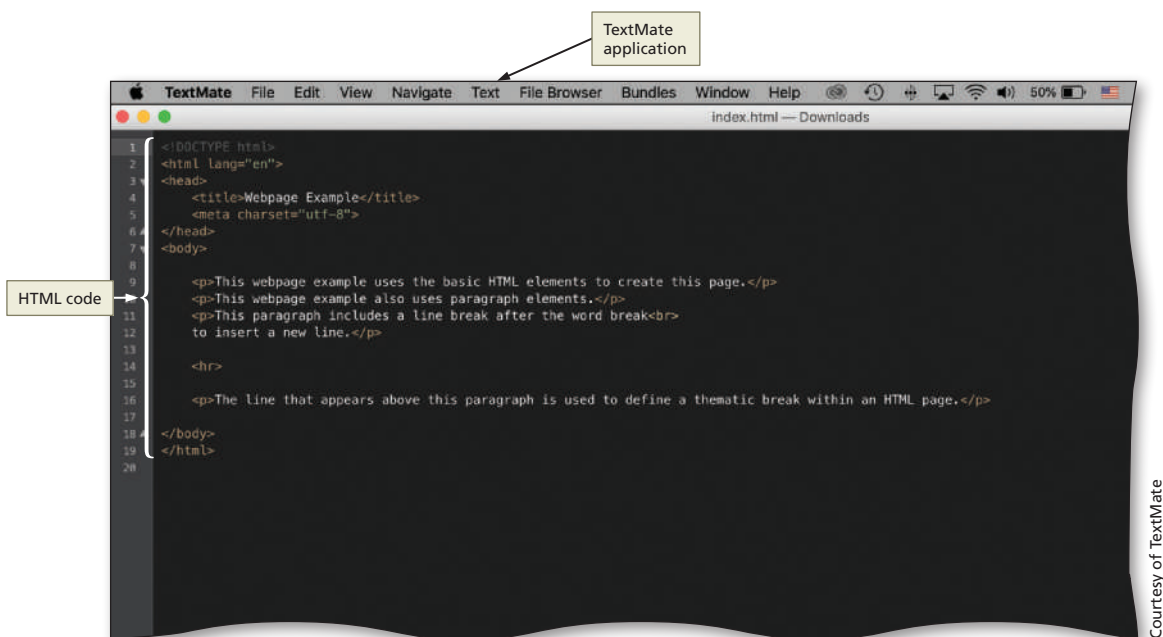 TextMate
application
TextMate File Edit View Navigate Text File Browser Bundles Window Help 50%
index.html — Downloads
1 <!DOCTYPE html>
2 <html lang="en">
3 <head>
4 <title>Webpage Example</title>
5 <meta charset="utf-8">
6 </head>
7 <body>
8
9 <p>This webpage example uses the basic HTML elements to create this page.</p>
HTML code
<p>This webpage example also uses paragraph elements.</p>
11 <p>This paragraph includes a line break after the word break<br>
12 to insert a new line.</p>
13
14 <hr>
15
16 <p>The line that appears above this paragraph is used to define a thematic break within an HTML page.</p>
17
18 </body>
19 </html>
20
Courtesy of TextMate